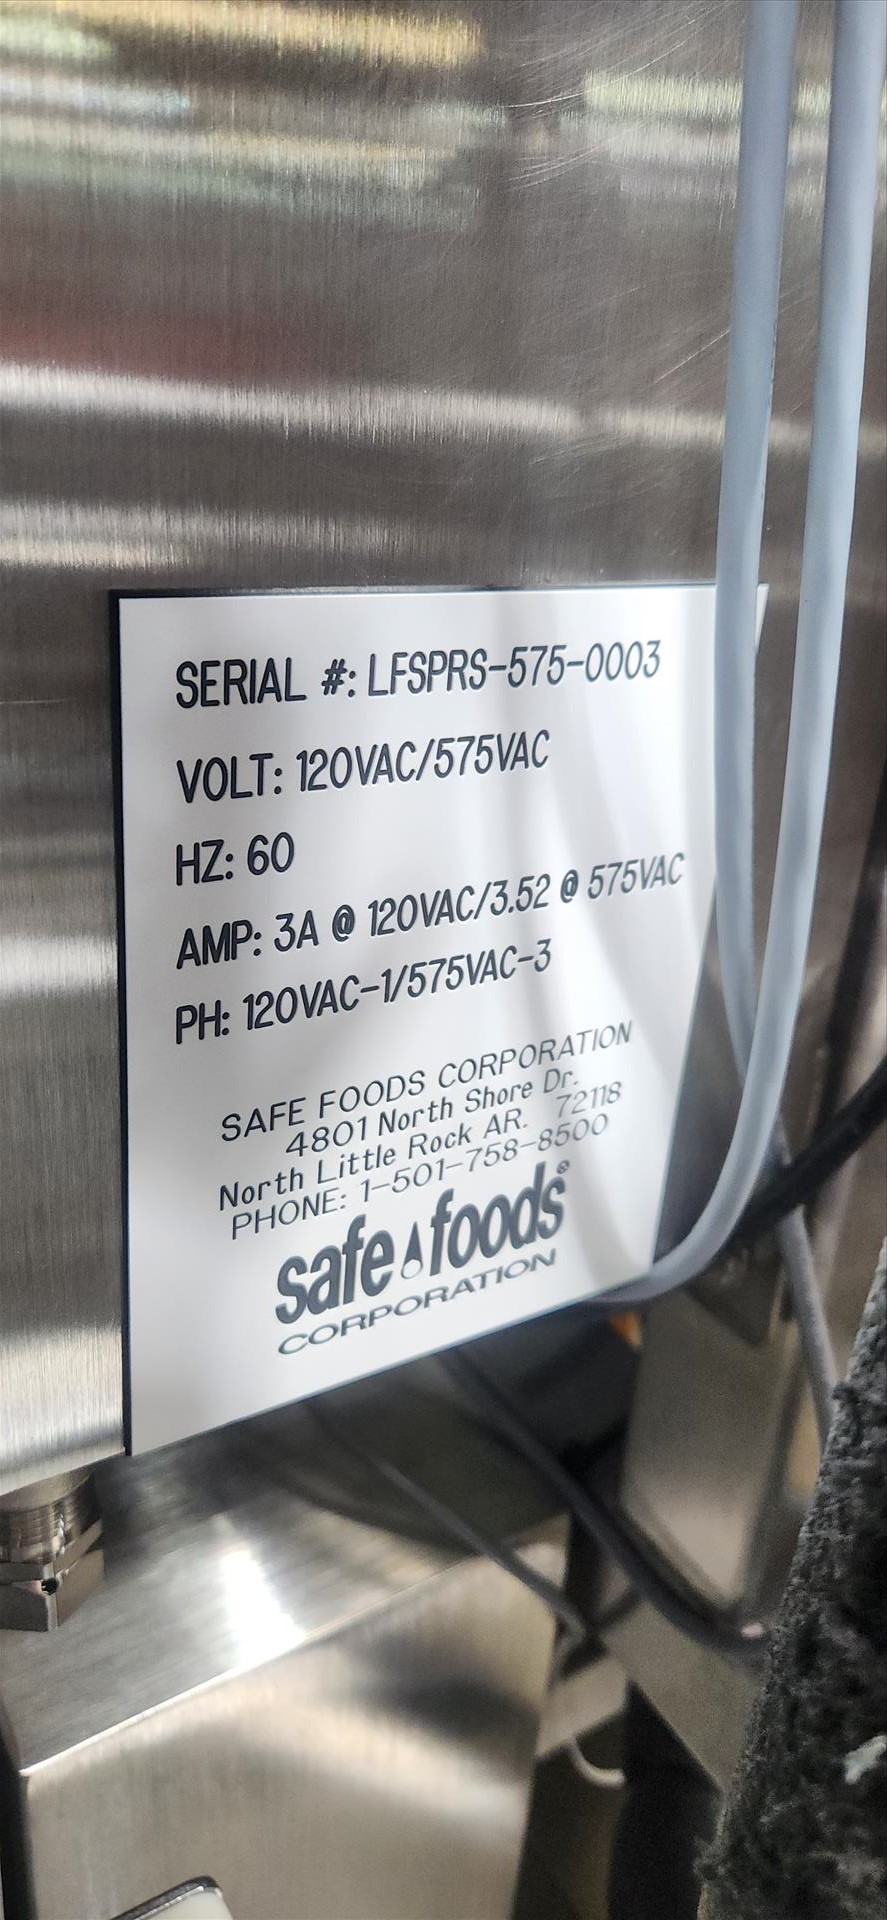 SERIAL #: LFSPRS-575-0003
VOLT: 120VAC/575VAC
HZ: 60
AMP: 3A @ 120VAC/3.52 @ 575VAC
PH: 120VAC-1/575VAC-3
SAFE FOODS CORPORATION
4801 North Shore Dr.
North Little Rock AR. 72118
PHONE: 1-501-758-8500
safe foods®
CORPORATION